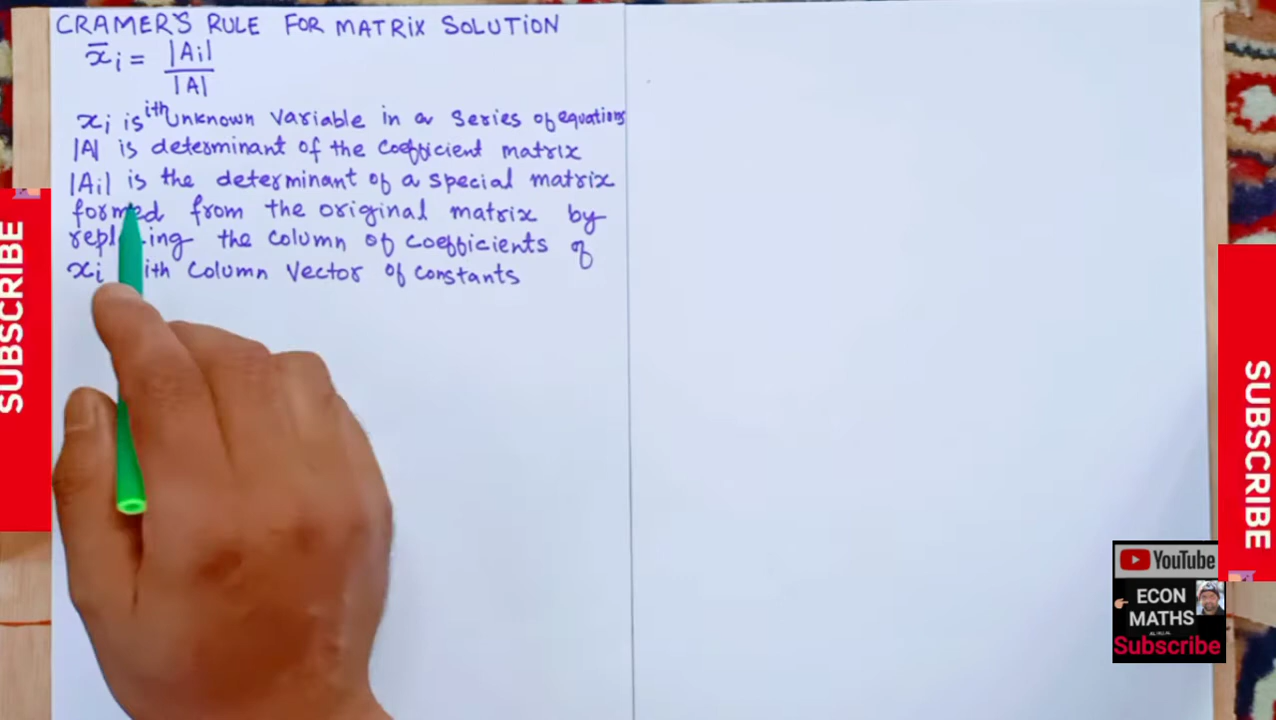 CRAMER'S RULE FOR MATRIX SOLUTION
x̄i = |Ai| / |A|
xi is ith unknown variable in a series of equations
|A| is determinant of the coefficient matrix
|Ai| is the determinant of a special matrix
formed from the original matrix by
the column of coefficients of
xi column vector of constants
SUBSCRIBE
SUBSCRIBE
YouTube
ECON
MATHS
Subscribe